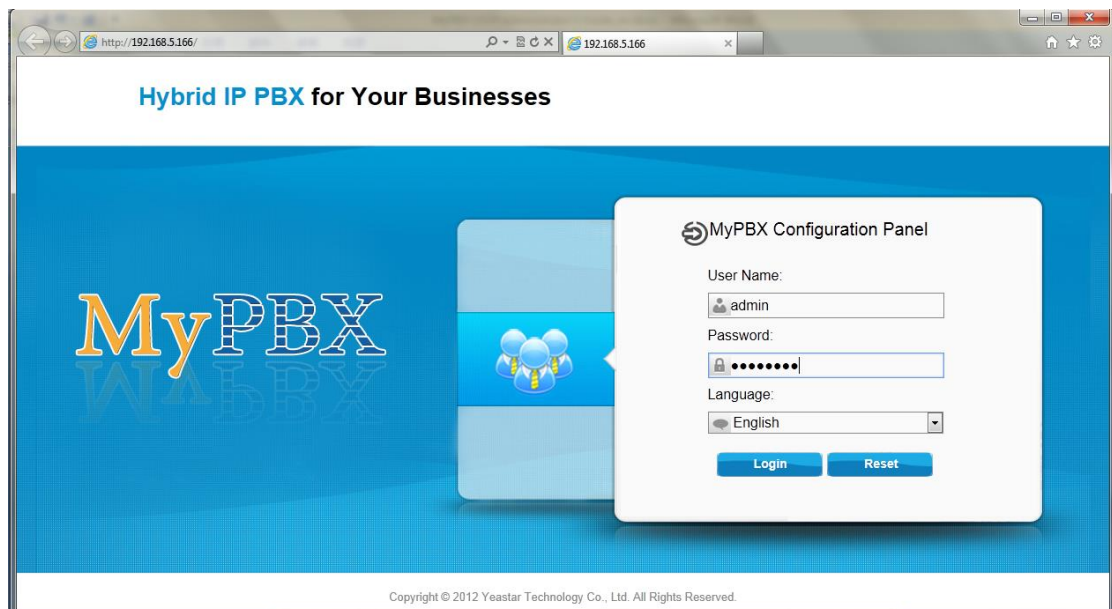 http://192.168.5.166/
192.168.5.166
Hybrid IP PBX for Your Businesses
MyPBX
MyPBX Configuration Panel
User Name:
admin
Password:
••••••••
Language:
English
Login Reset
Copyright © 2012 Yeastar Technology Co., Ltd. All Rights Reserved.